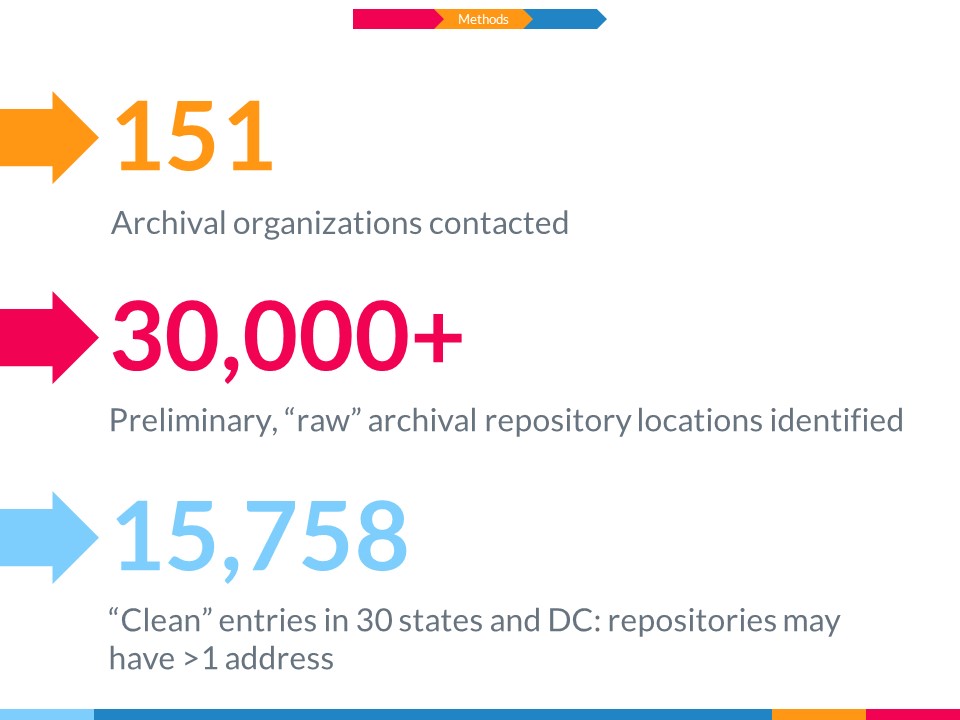 Methods
151
Archival organizations contacted
30,000+
Preliminary, “raw” archival repository locations identified
15,758
“Clean” entries in 30 states and DC: repositories may
have >1 address